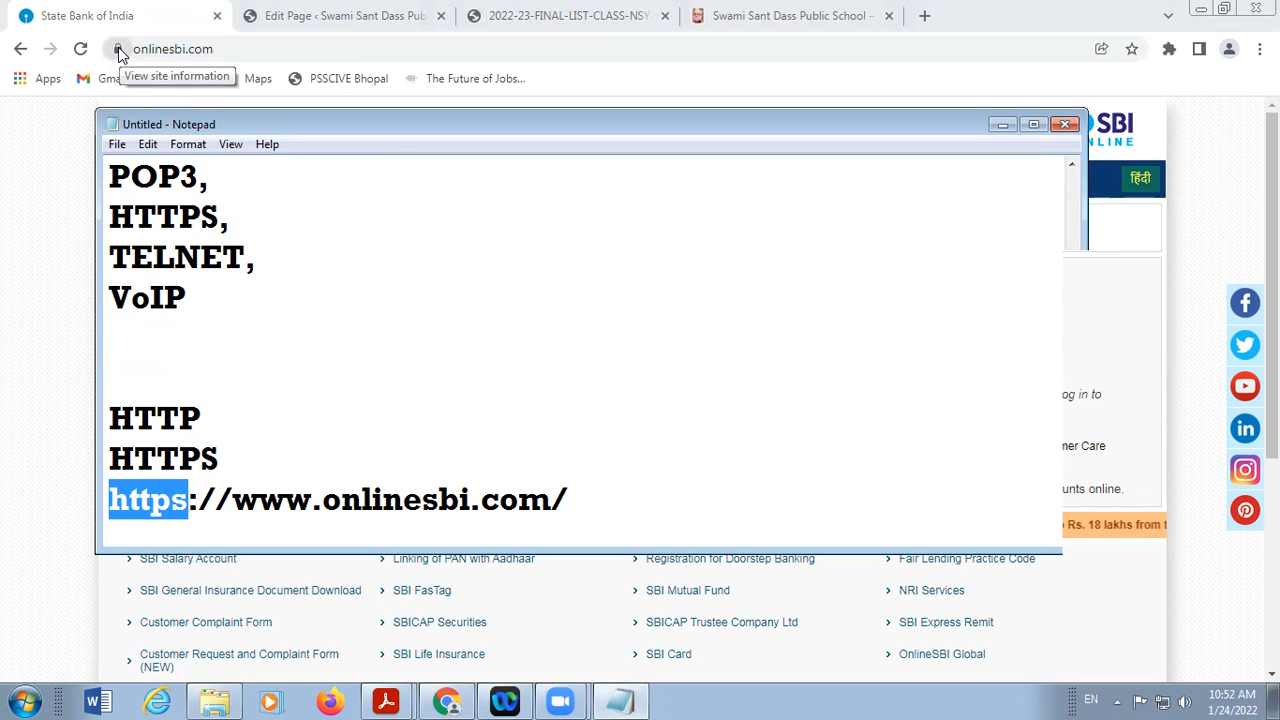 State Bank of India
Edit Page ‹ Swami Sant Dass Pub
2022-23-FINAL-LIST-CLASS-NSY
Swami Sant Dass Public School –
onlinesbi.com
View site information
Apps
Gma
Maps
PSSCIVE Bhopal
The Future of Jobs...
Untitled - Notepad
File Edit Format View Help
SBI
NLINE
हिंदी
POP3,
HTTPS,
TELNET,
VoIP
HTTP
HTTPS
https://www.onlinesbi.com/
og in to
mer Care
unts online.
Rs. 18 lakhs from t
SBI Salary Account
Linking of PAN with Aadhaar
Registration for Doorstep Banking
Fair Lending Practice Code
SBI General Insurance Document Download
SBI FasTag
SBI Mutual Fund
NRI Services
Customer Complaint Form
SBICAP Securities
SBICAP Trustee Company Ltd
SBI Express Remit
Customer Request and Complaint Form
(NEW)
SBI Life Insurance
SBI Card
OnlineSBI Global
EN
10:52 AM
1/24/2022